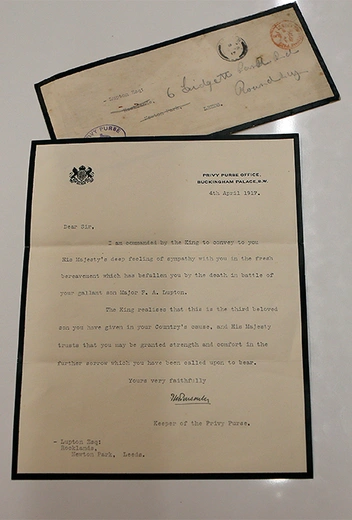 - Lupton Esq:
6 Lidgett Park Rd
Roundhay
LEEDS.
PRIVY PURSE
PRIVY PURSE OFFICE,
BUCKINGHAM PALACE, S.W.
4th April 1917.
Dear Sir,
I am commanded by the King to convey to you
His Majesty's deep feeling of sympathy with you in the fresh
bereavement which has befallen you by the death in battle of
your gallant son Major F. A. Lupton.
The King realises that this is the third beloved
son you have given in your Country's cause, and His Majesty
trusts that you may be granted strength and comfort in the
further sorrow which you have been called upon to bear.
Yours very faithfully
Keeper of the Privy Purse.
- Lupton Esq:
Rocklands,
Newton Park, Leeds.